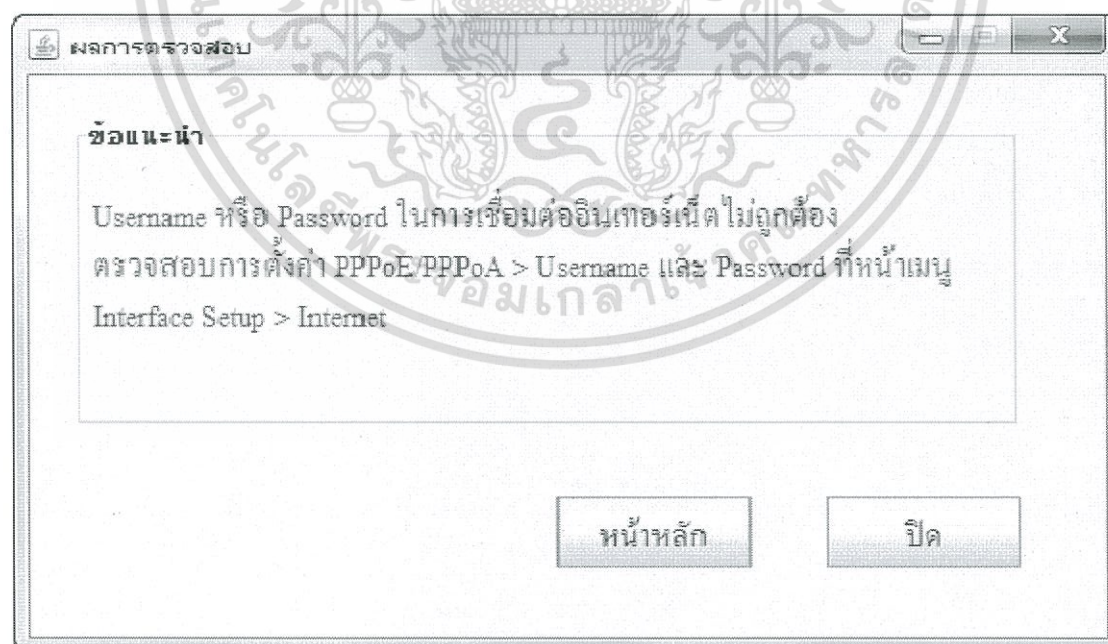 ผลการตรวจสอบ
ข้อแนะนำ
Username หรือ Password ในการเชื่อมต่ออินเทอร์เน็ตไม่ถูกต้อง
ตรวจสอบการตั้งค่า PPPoE/PPPoA > Username และ Password ที่หน้าเมนู
Interface Setup > Internet
หน้าหลัก
ปิด